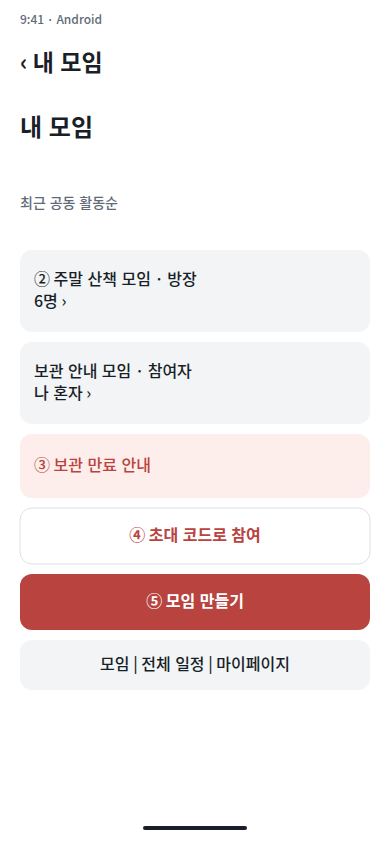 9:41 · Android
‹ 내 모임
내 모임
최근 공동 활동순
② 주말 산책 모임 · 방장
6명 ›
보관 안내 모임 · 참여자
나 혼자 ›
③ 보관 만료 안내
④ 초대 코드로 참여
⑤ 모임 만들기
모임 | 전체 일정 | 마이페이지